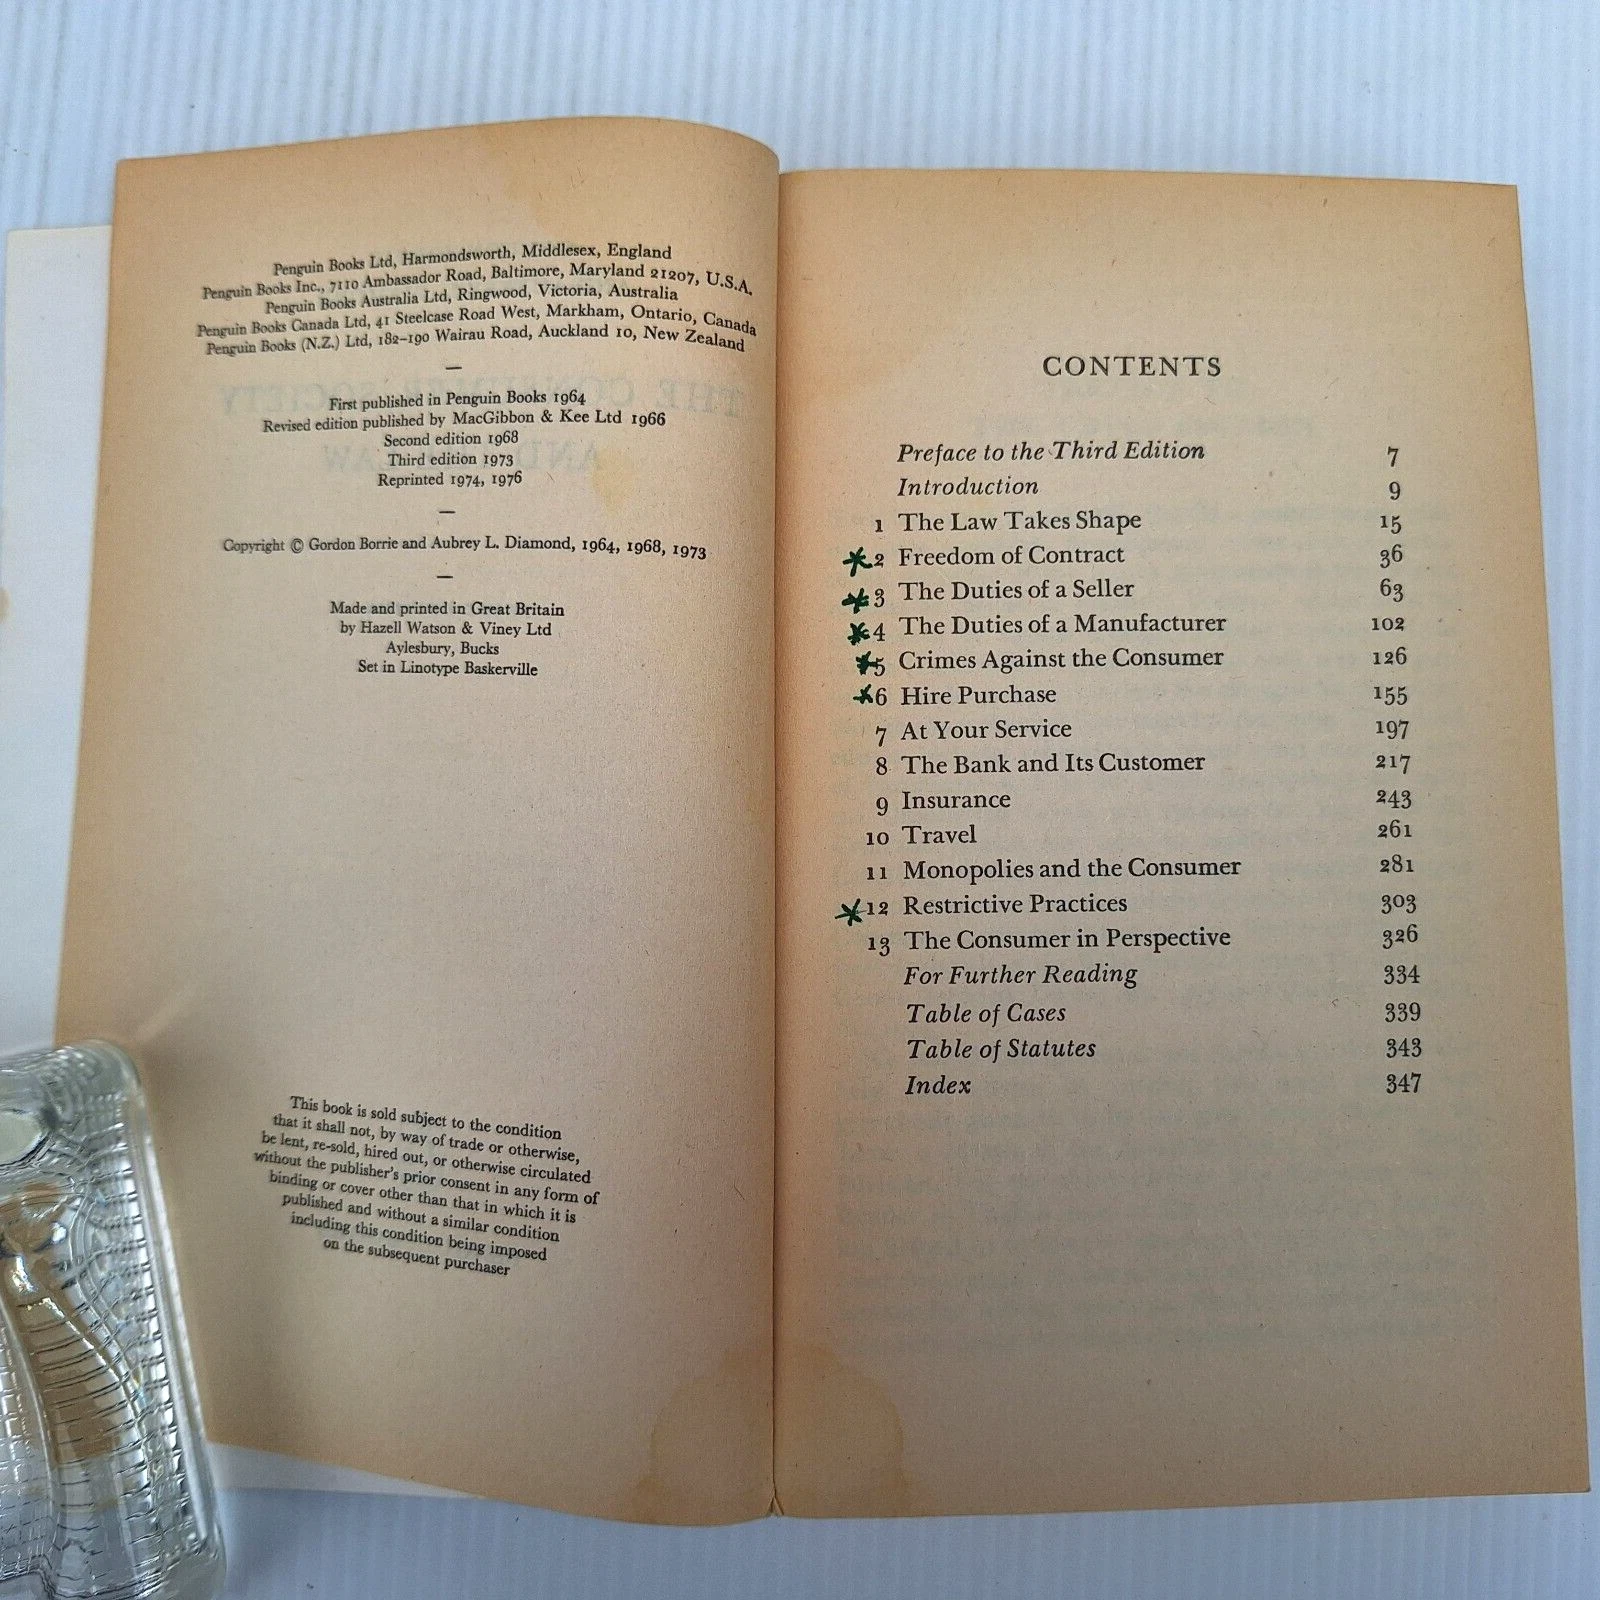 Penguin Books Ltd, Harmondsworth, Middlesex, England
Penguin Books Inc., 7110 Ambassador Road, Baltimore, Maryland 21207, U.S.A.
Penguin Books Australia Ltd, Ringwood, Victoria, Australia
Penguin Books Canada Ltd, 41 Steelcase Road West, Markham, Ontario, Canada
Penguin Books (N.Z.) Ltd, 182–190 Wairau Road, Auckland 10, New Zealand
—
First published in Penguin Books 1964
Revised edition published by MacGibbon & Kee Ltd 1966
Second edition 1968
Third edition 1973
Reprinted 1974, 1976
—
Copyright © Gordon Borrie and Aubrey L. Diamond, 1964, 1968, 1973
—
Made and printed in Great Britain
by Hazell Watson & Viney Ltd
Aylesbury, Bucks
Set in Linotype Baskerville
This book is sold subject to the condition
that it shall not, by way of trade or otherwise,
be lent, re-sold, hired out, or otherwise circulated
without the publisher's prior consent in any form of
binding or cover other than that in which it is
published and without a similar condition
including this condition being imposed
on the subsequent purchaser
CONTENTS
Preface to the Third Edition 7
Introduction 9
1 The Law Takes Shape 15
* 2 Freedom of Contract 36
* 3 The Duties of a Seller 63
* 4 The Duties of a Manufacturer 102
* 5 Crimes Against the Consumer 126
* 6 Hire Purchase 155
7 At Your Service 197
8 The Bank and Its Customer 217
9 Insurance 243
10 Travel 261
11 Monopolies and the Consumer 281
* 12 Restrictive Practices 303
13 The Consumer in Perspective 326
For Further Reading 334
Table of Cases 339
Table of Statutes 343
Index 347